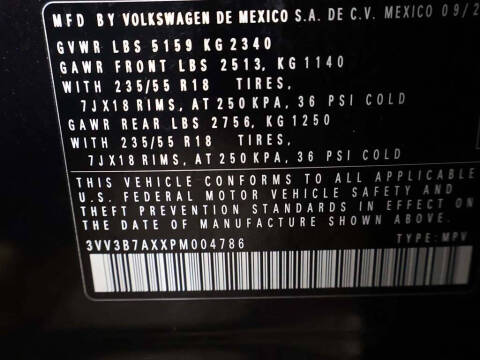 MFD BY VOLKSWAGEN DE MEXICO S.A. DE C.V. MEXICO 09/2
GVWR LBS 5159 KG 2340
GAWR FRONT LBS 2513, KG 1140
WITH 235/55 R18 TIRES,
7JX18 RIMS, AT 250 KPA, 36 PSI COLD
GAWR REAR LBS 2756, KG 1250
WITH 235/55 R18 TIRES,
7JX18 RIMS, AT 250 KPA, 36 PSI COLD
THIS VEHICLE CONFORMS TO ALL APPLICABLE
U.S. FEDERAL MOTOR VEHICLE SAFETY AND
THEFT PREVENTION STANDARDS IN EFFECT ON
THE DATE OF MANUFACTURE SHOWN ABOVE
3VV3B7AXXPM004786 TYPE: MPV